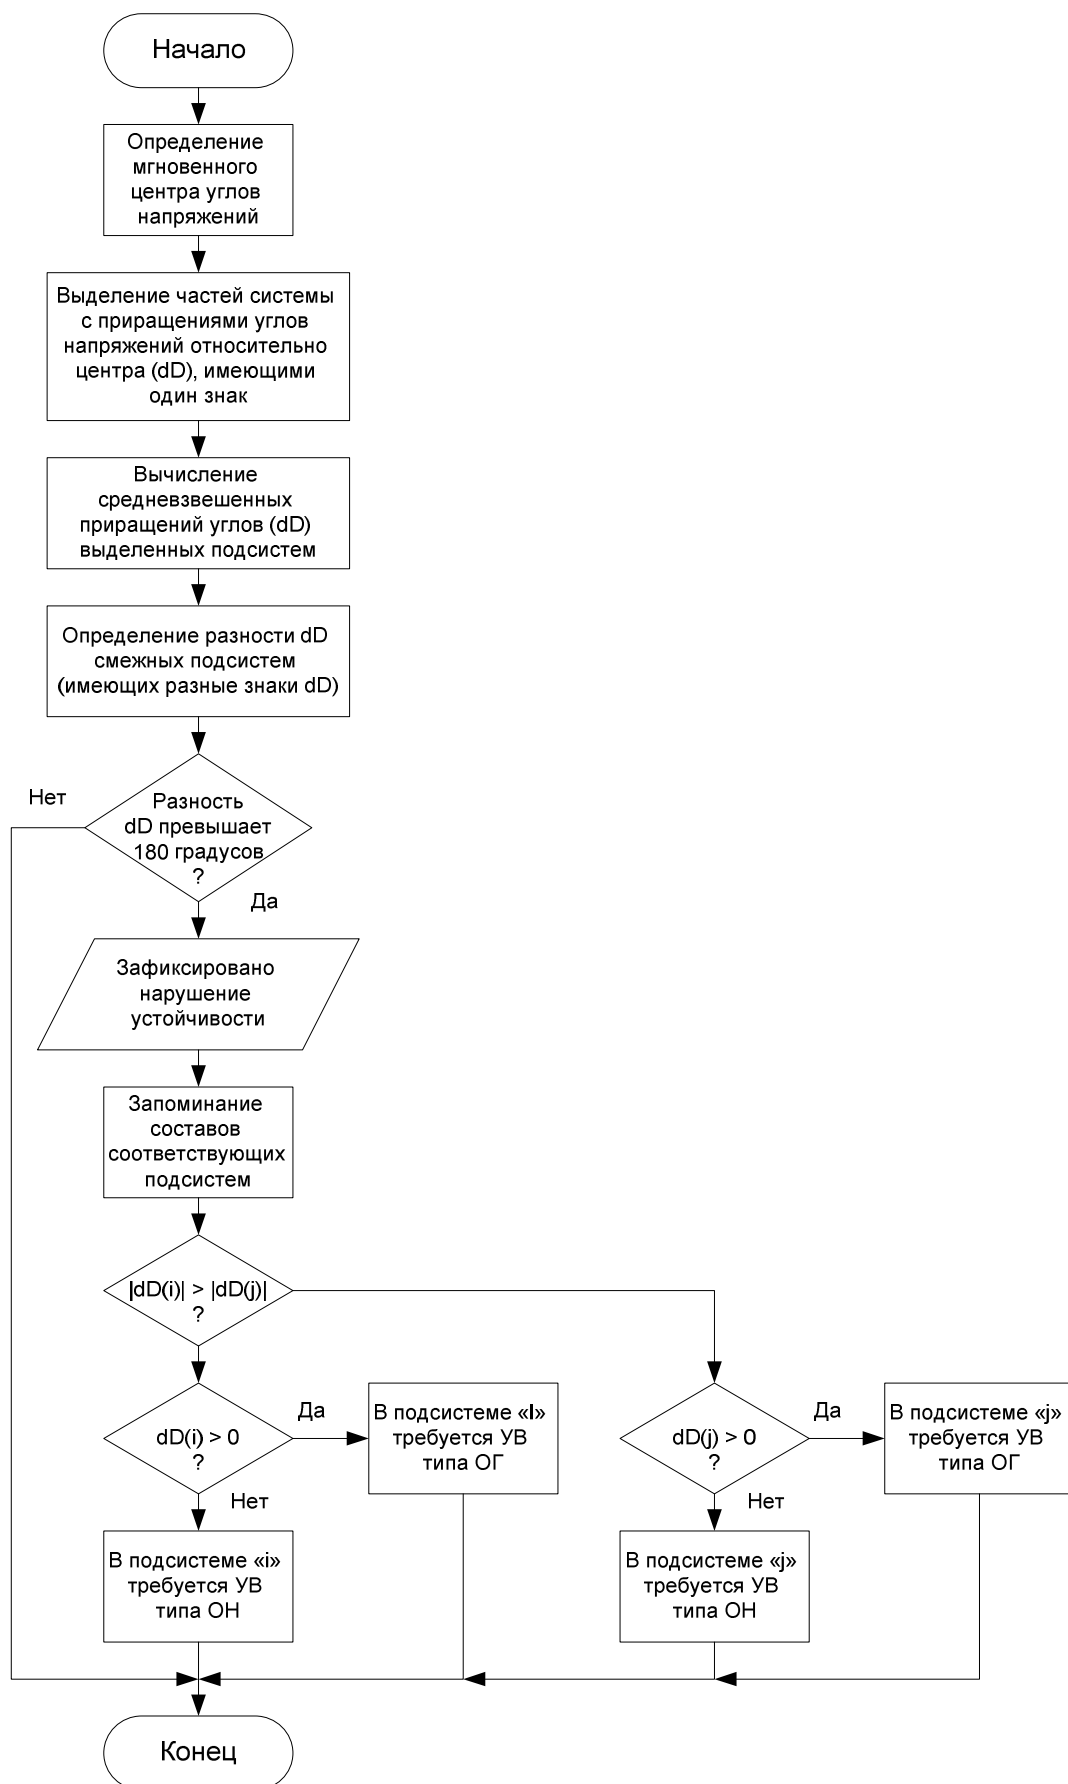 Начало
Определение
мгновенного
центра углов
напряжений
Выделение частей системы
с приращениями углов
напряжений относительно
центра (dD), имеющими
один знак
Вычисление
средневзвешенных
приращений углов (dD)
выделенных подсистем
Определение разности dD
смежных подсистем
(имеющих разные знаки dD)
Нет
Разность
dD превышает
180 градусов
?
Да
Зафиксировано
нарушение
устойчивости
Запоминание
составов
соответствующих
подсистем
|dD(i)| > |dD(j)|
?
dD(i) > 0
?
Да
В подсистеме «I»
требуется УВ
типа ОГ
Нет
В подсистеме «i»
требуется УВ
типа ОН
dD(j) > 0
?
Да
В подсистеме «j»
требуется УВ
типа ОГ
Нет
В подсистеме «j»
требуется УВ
типа ОН
Конец